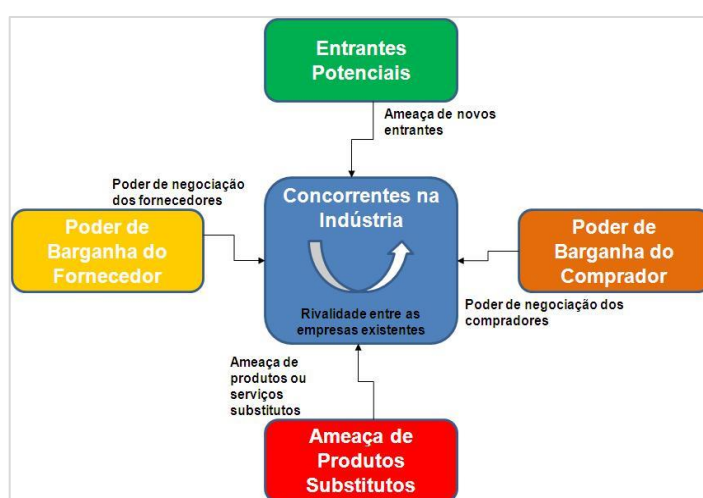 Entrantes
Potenciais
Ameaça de novos
entrantes
Poder de negociação
dos fornecedores
Concorrentes na
Indústria
Poder de
Barganha do
Fornecedor
Poder de
Barganha do
Comprador
Rivalidade entre as
empresas existentes
Poder de negociação dos
compradores
Ameaça de
produtos ou
serviços
substitutos
Ameaça de
Produtos
Substitutos